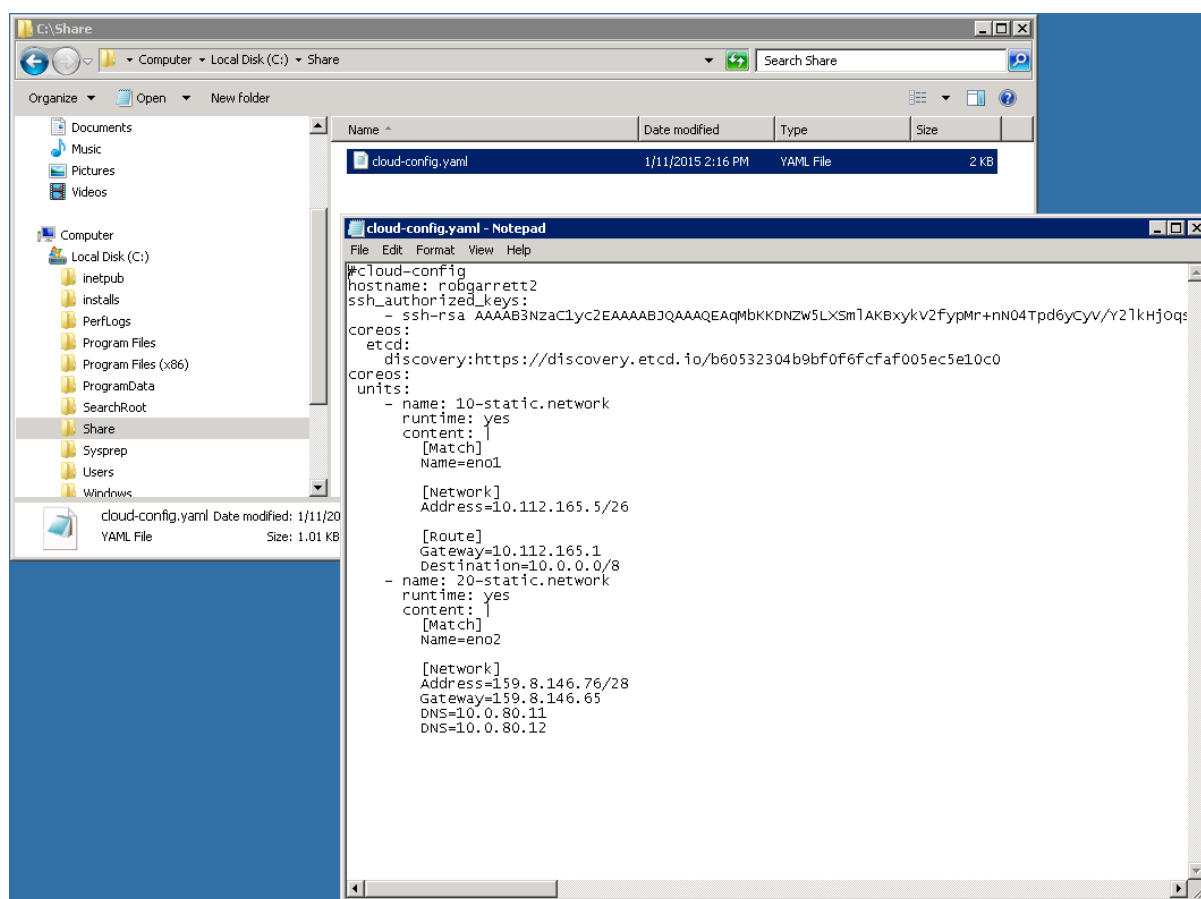 C:\Share
Computer Local Disk (C:) Share
Search Share
Organize Open New folder
Documents
Music
Pictures
Videos
Computer
Local Disk (C:)
inetpub
installs
PerfLogs
Program Files
Program Files (x86)
ProgramData
SearchRoot
Share
Sysprep
Users
Windows
Name Date modified Type Size
cloud-config.yaml 1/11/2015 2:16 PM YAML File 2 KB
cloud-config.yaml Date modified: 1/11/20
YAML File Size: 1.01 KB
cloud-config.yaml - Notepad
File Edit Format View Help
#cloud-config
hostname: robgarrett2
ssh_authorized_keys:
- ssh-rsa
coreos:
etcd:
discovery:https://discovery.etcd.io/b60532304b9bf0f6fcfaf005ec5e10c0
coreos:
units:
- name: 10-static.network
runtime: yes
content: |
[Match]
Name=eno1
[Network]
Address=10.112.165.5/26
[Route]
Gateway=10.112.165.1
Destination=10.0.0.0/8
- name: 20-static.network
runtime: yes
content: |
[Match]
Name=eno2
[Network]
Address=159.8.146.76/28
Gateway=159.8.146.65
DNS=10.0.80.11
DNS=10.0.80.12